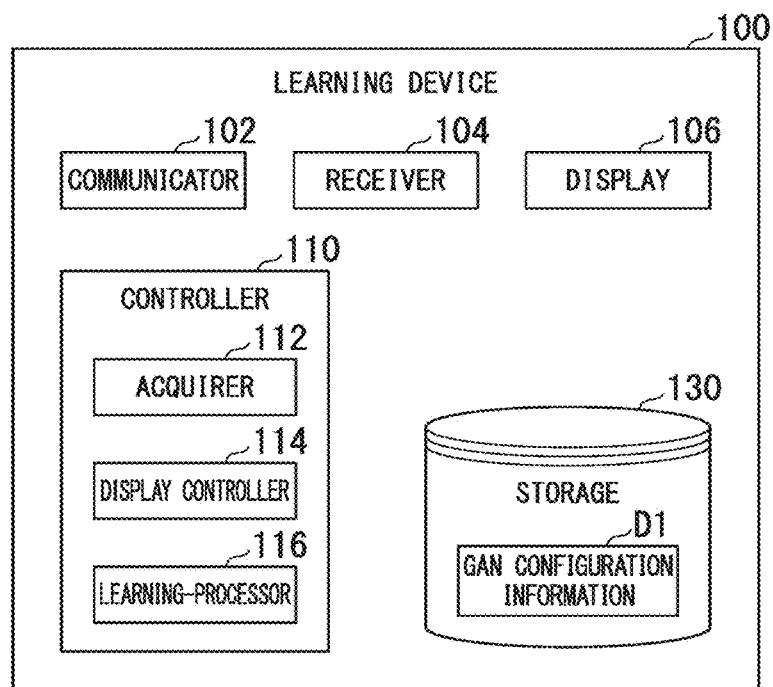 100
LEARNING DEVICE
102
COMMUNICATOR
104
RECEIVER
106
DISPLAY
110
CONTROLLER
112
ACQUIRER
114
DISPLAY CONTROLLER
116
LEARNING-PROCESSOR
130
STORAGE
D1
GAN CONFIGURATION
INFORMATION